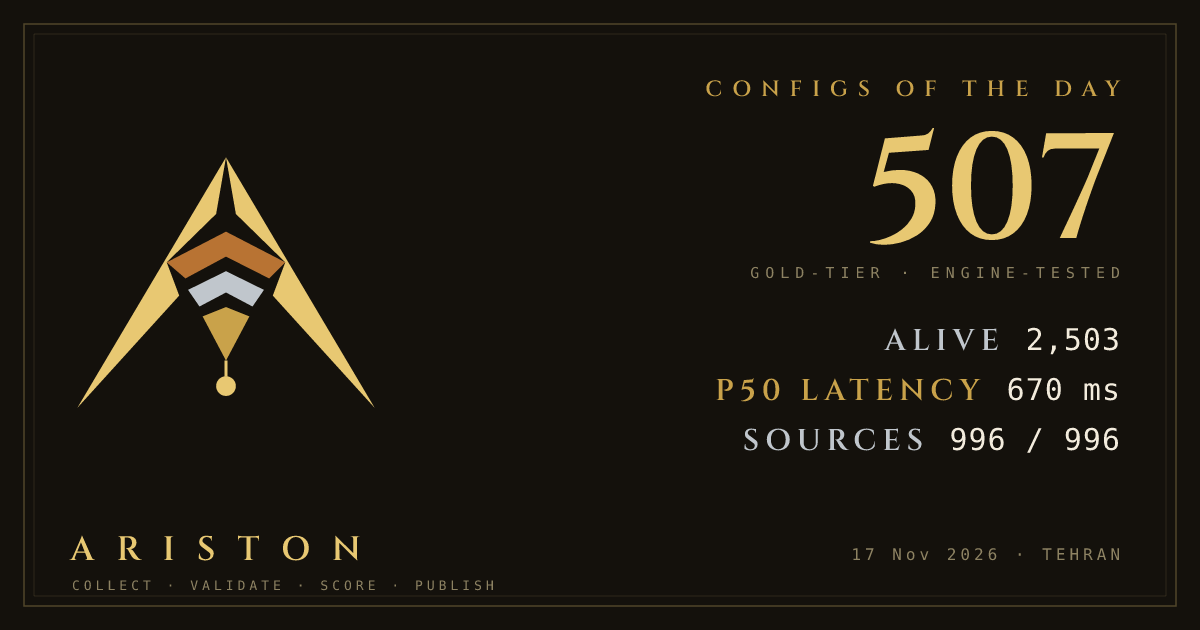 CONFIGS OF THE DAY
507
GOLD-TIER · ENGINE-TESTED
ALIVE 2,503
P50 LATENCY 670 ms
SOURCES 996 / 996
ARISTON
COLLECT · VALIDATE · SCORE · PUBLISH
17 Nov 2026 · TEHRAN